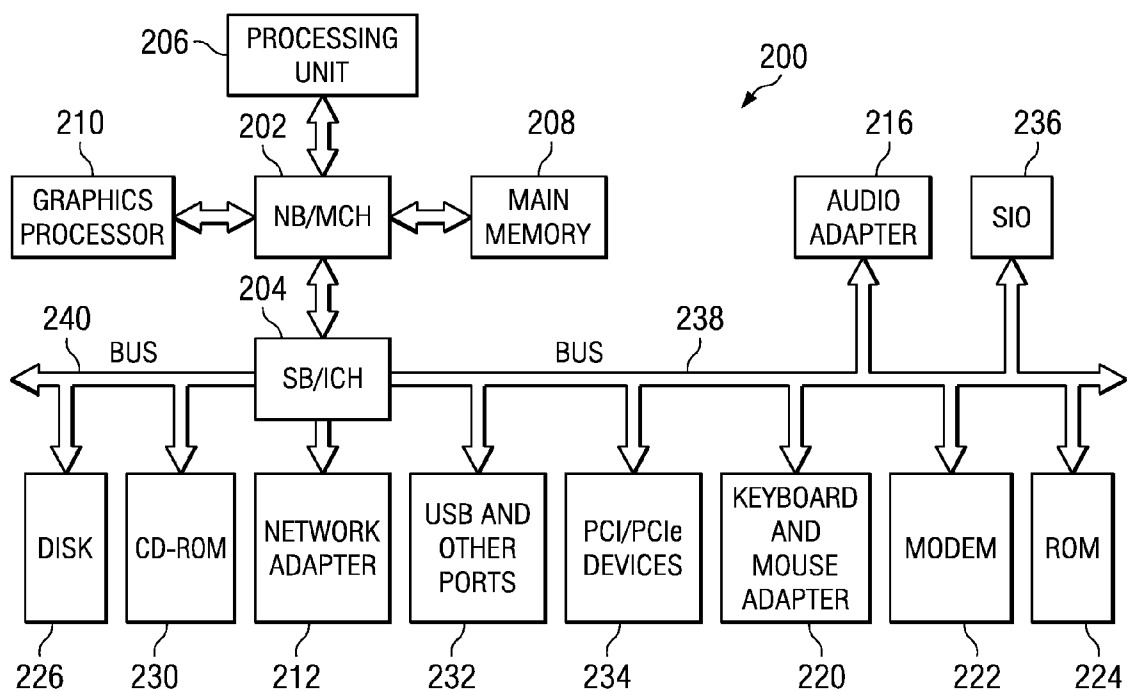 206
PROCESSING
UNIT
200
210
202
208
216
236
GRAPHICS
PROCESSOR
NB/MCH
MAIN
MEMORY
AUDIO
ADAPTER
SIO
204
240
BUS
SB/ICH
BUS
238
DISK
CD-ROM
NETWORK
ADAPTER
USB AND
OTHER
PORTS
PCI/PCIe
DEVICES
KEYBOARD
AND
MOUSE
ADAPTER
MODEM
ROM
226
230
212
232
234
220
222
224